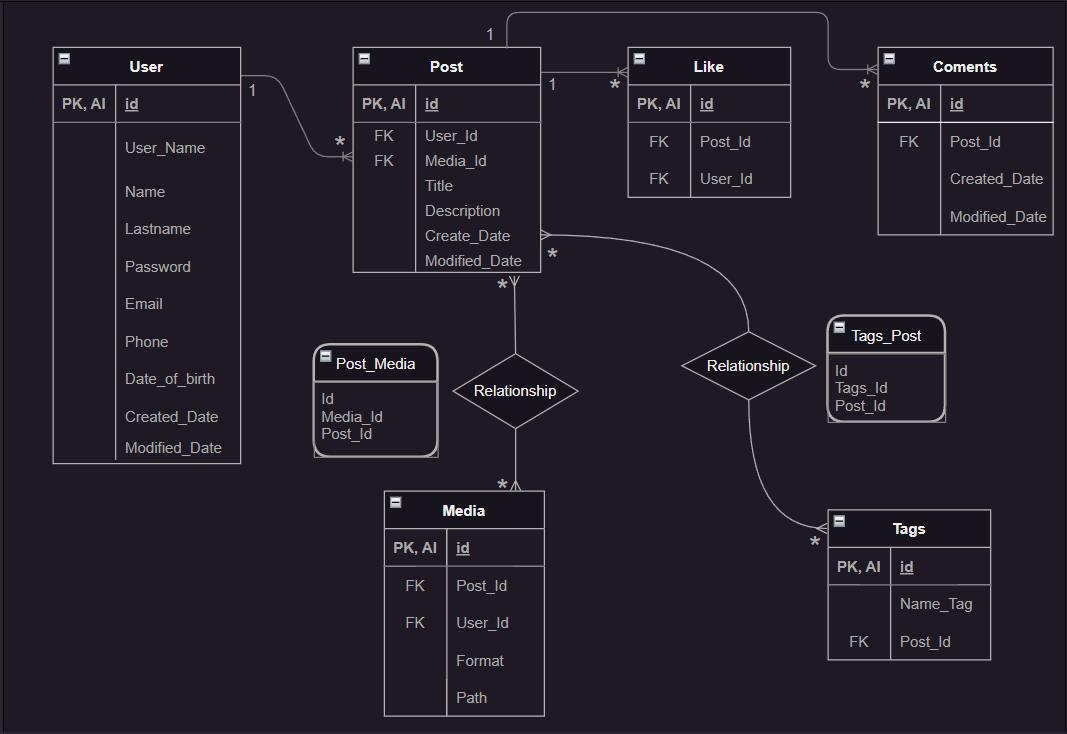 User
PK, AI id
User_Name
Name
Lastname
Password
Email
Phone
Date_of_birth
Created_Date
Modified_Date
1
*
Post
PK, AI id
FK User_Id
FK Media_Id
Title
Description
Create_Date
Modified_Date
1
1
*
Like
PK, AI id
FK Post_Id
FK User_Id
*
Coments
PK, AI id
FK Post_Id
Created_Date
Modified_Date
*
*
Relationship
Relationship
Post_Media
Id
Media_Id
Post_Id
Tags_Post
Id
Tags_Id
Post_Id
*
Media
PK, AI id
FK Post_Id
FK User_Id
Format
Path
*
Tags
PK, AI id
Name_Tag
FK Post_Id